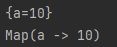 {a=10}
Map(a -> 10)